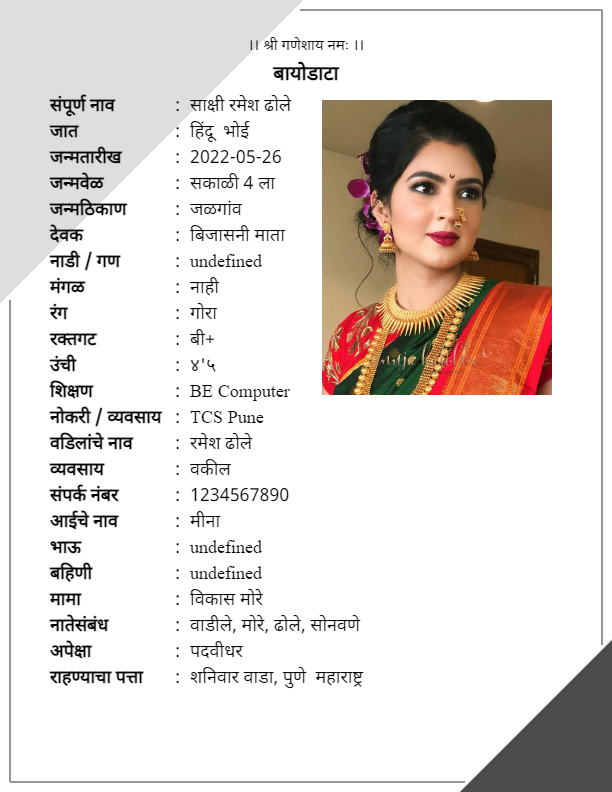 ।। श्री गणेशाय नमः ।।
बायोडाटा
संपूर्ण नाव : साक्षी रमेश ढोले
जात : हिंदू भोई
जन्मतारीख : 2022-05-26
जन्मवेळ : सकाळी 4 ला
जन्मठिकाण : जळगांव
देवक : बिजासनी माता
नाडी / गण : undefined
मंगळ : नाही
रंग : गोरा
रक्तगट : बी+
उंची : ४'५
शिक्षण : BE Computer
नोकरी / व्यवसाय : TCS Pune
वडिलांचे नाव : रमेश ढोले
व्यवसाय : वकील
संपर्क नंबर : 1234567890
आईचे नाव : मीना
भाऊ : undefined
बहिणी : undefined
मामा : विकास मोरे
नातेसंबंध : वाडीले, मोरे, ढोले, सोनवणे
अपेक्षा : पदवीधर
राहण्याचा पत्ता : शनिवार वाडा, पुणे महाराष्ट्र